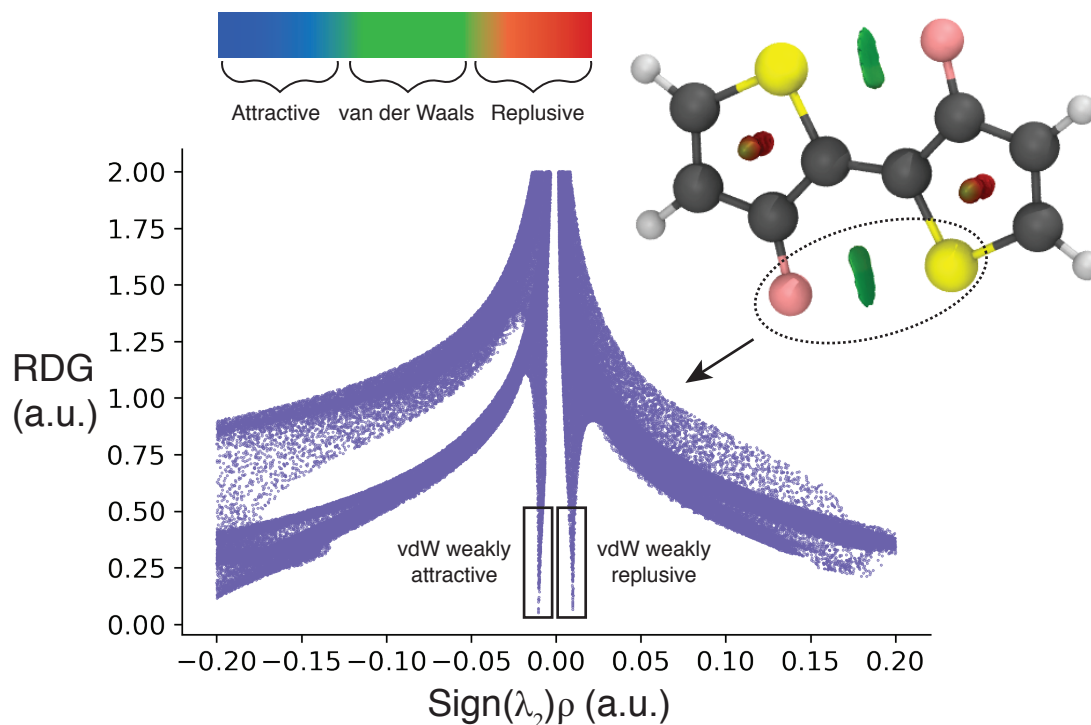 Attractive van der Waals Replusive
2.00
1.75
1.50
1.25
1.00
0.75
0.50
0.25
0.00
RDG
(a.u.)
vdW weakly
attractive
vdW weakly
replusive
−0.20 −0.15 −0.10 −0.05 0.00 0.05 0.10 0.15 0.20
Sign(λ₂)ρ (a.u.)